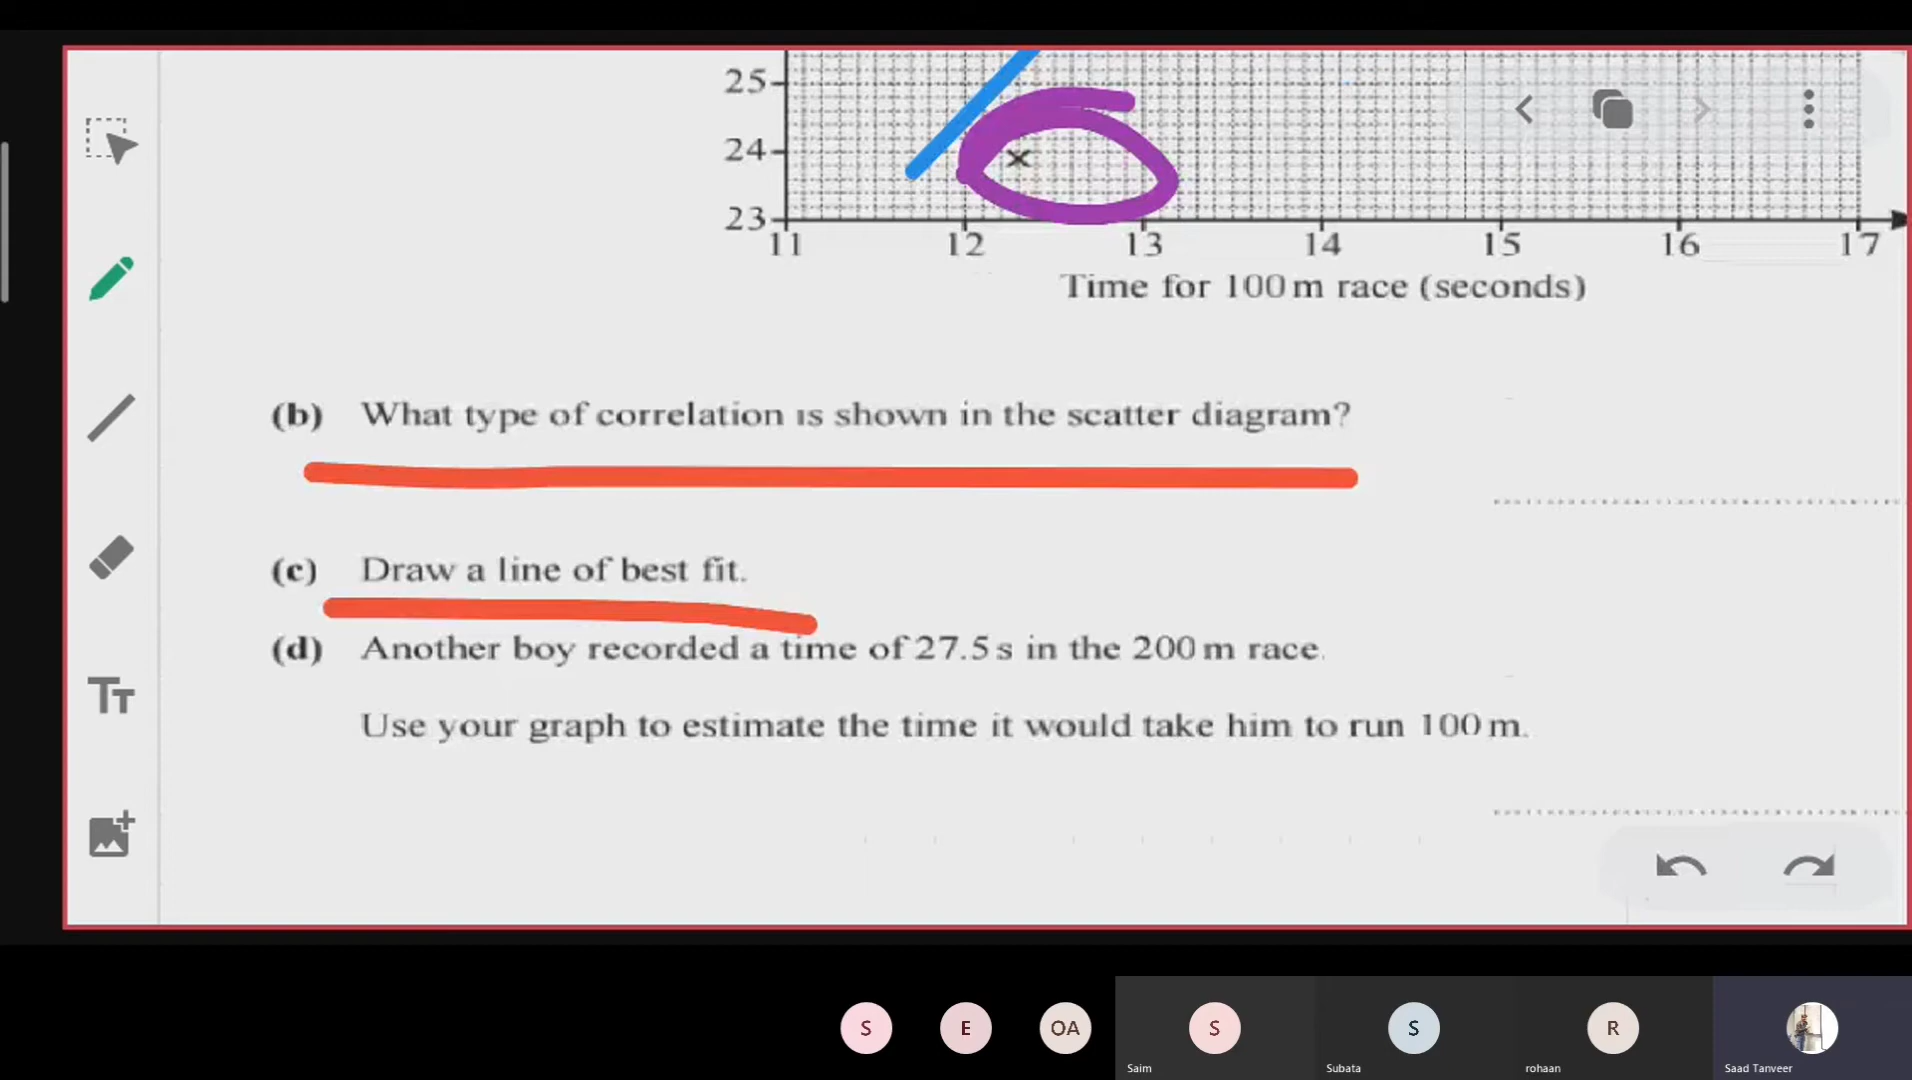 25
24
23
11 12 13 14 15 16 17
Time for 100 m race (seconds)
(b) What type of correlation is shown in the scatter diagram?
(c) Draw a line of best fit.
(d) Another boy recorded a time of 27.5 s in the 200 m race.
Use your graph to estimate the time it would take him to run 100 m.
TT
S E OA S S R
Saim Subata rohaan Saad Tanveer